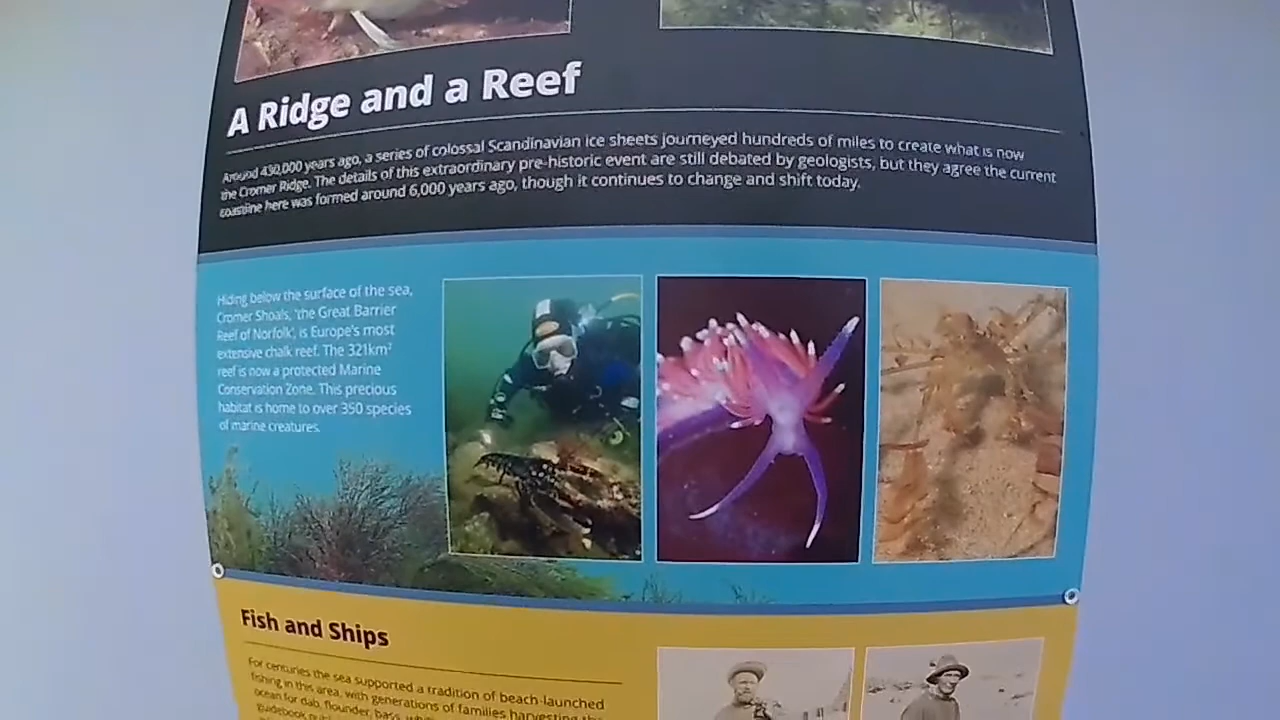 A Ridge and a Reef
Around 430,000 years ago, a series of colossal Scandinavian ice sheets journeyed hundreds of miles to create what is now
the Cromer Ridge. The details of this extraordinary pre-historic event are still debated by geologists, but they agree the current
coastline here was formed around 6,000 years ago, though it continues to change and shift today.
Hiding below the surface of the sea,
Cromer Shoals, 'the Great Barrier
Reef of Norfolk', is Europe's most
extensive chalk reef. The 321km²
reef is now a protected Marine
Conservation Zone. This precious
habitat is home to over 350 species
of marine creatures.
Fish and Ships
For centuries the sea supported a tradition of beach-launched
fishing in this area, with generations of families harvesting the
ocean for dab, flounder, bass,
guidebook